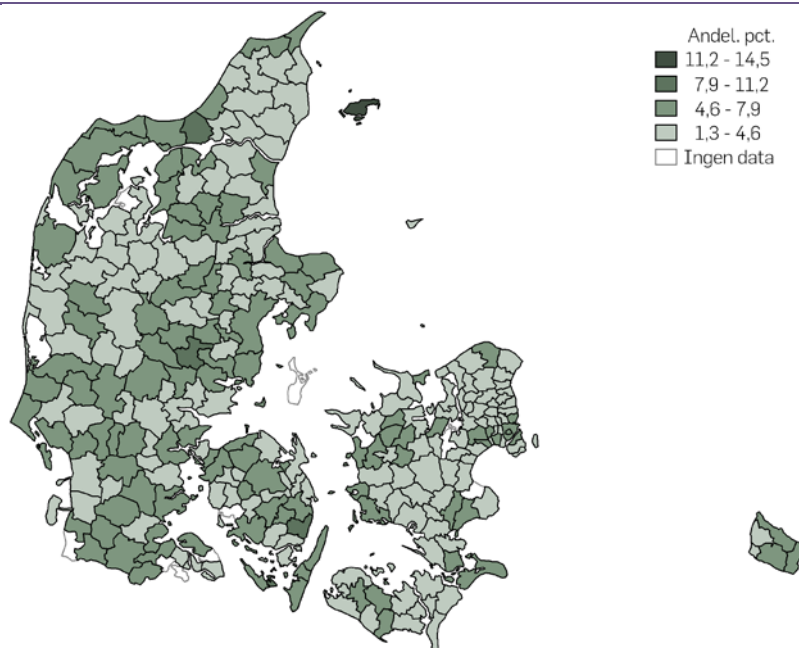 Andel. pct.
11,2 - 14,5
7,9 - 11,2
4,6 - 7,9
1,3 - 4,6
Ingen data